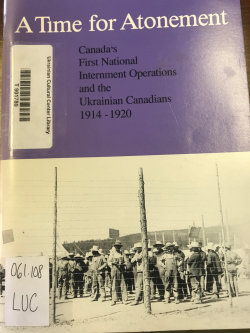 A Time for Atonement
Canada's
First National
Internment Operations
and the
Ukrainian Canadians
1914 - 1920
Ukrainian Cultural Center Library
061.108
LUC